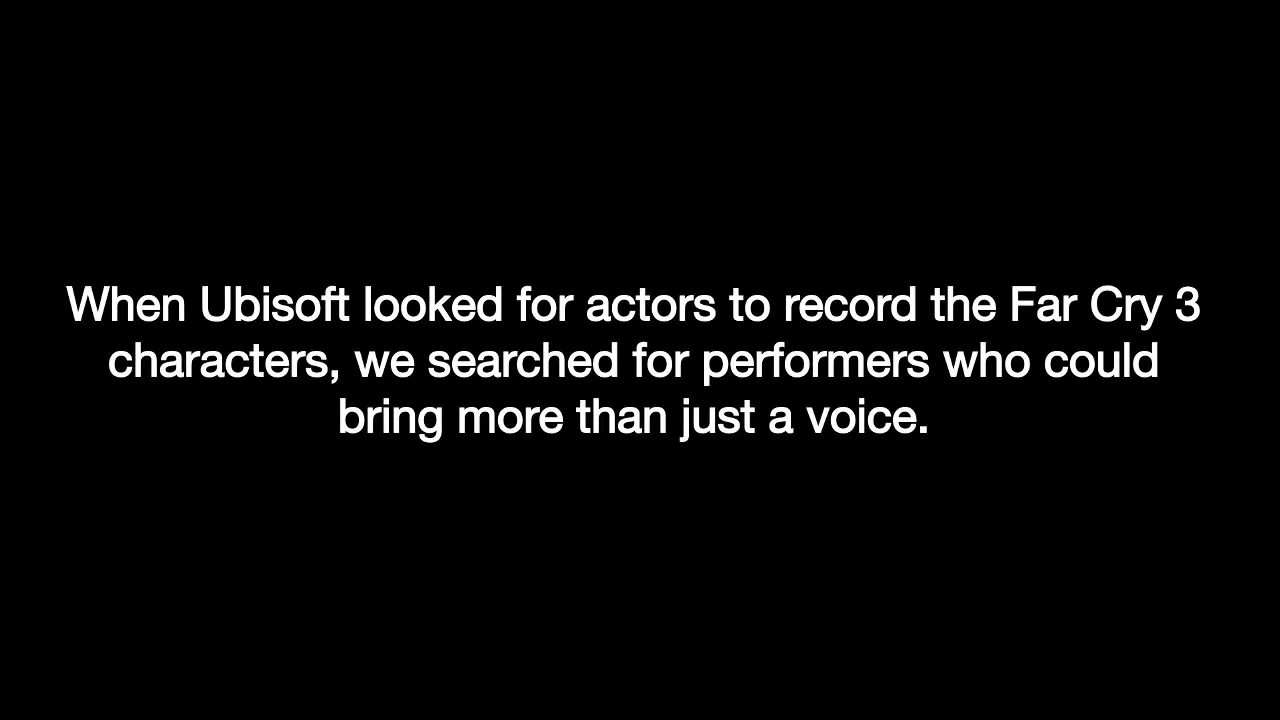 When Ubisoft looked for actors to record the Far Cry 3
characters, we searched for performers who could
bring more than just a voice.